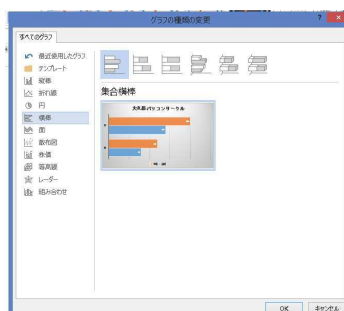 グラフの種類の変更
?
すべてのグラフ
最近使用したグラフ
テンプレート
縦棒
折れ線
円
横棒
面
散布図
株価
等高線
レーダー
組み合わせ
集合横棒
OK
キャンセル